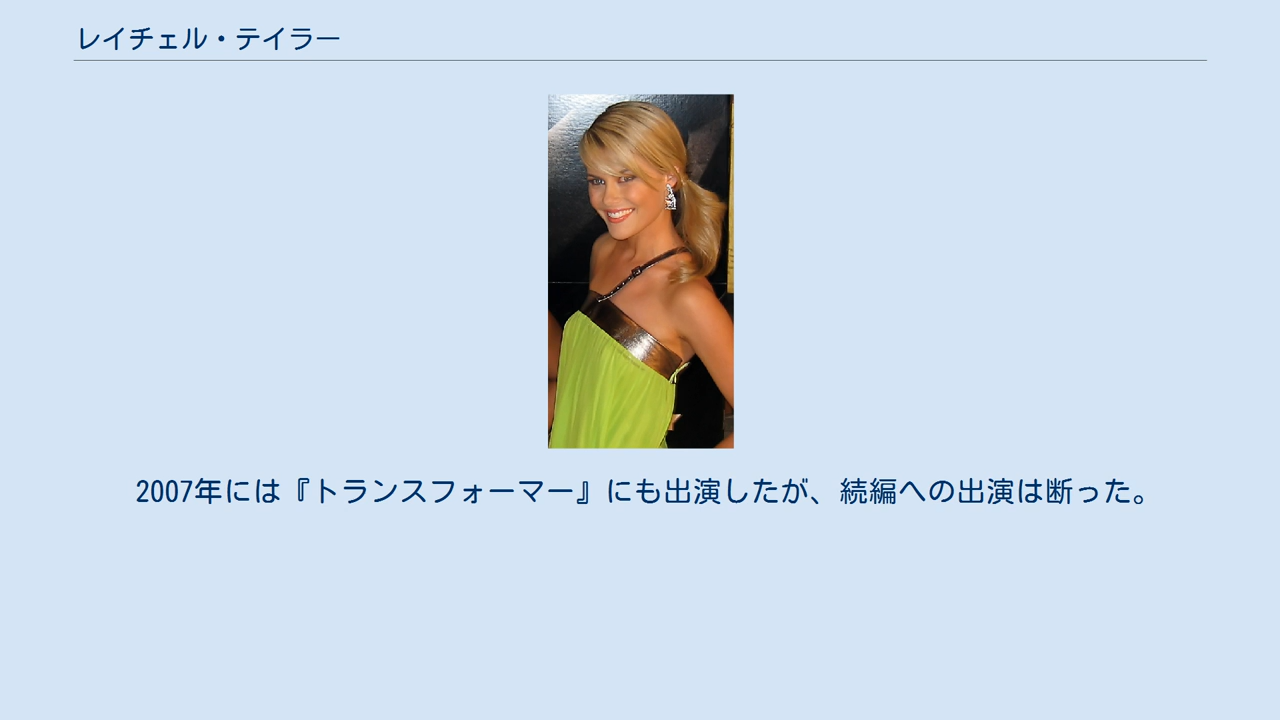 レイチェル・テイラー
2007年には『トランスフォーマー』にも出演したが、続編への出演は断った。